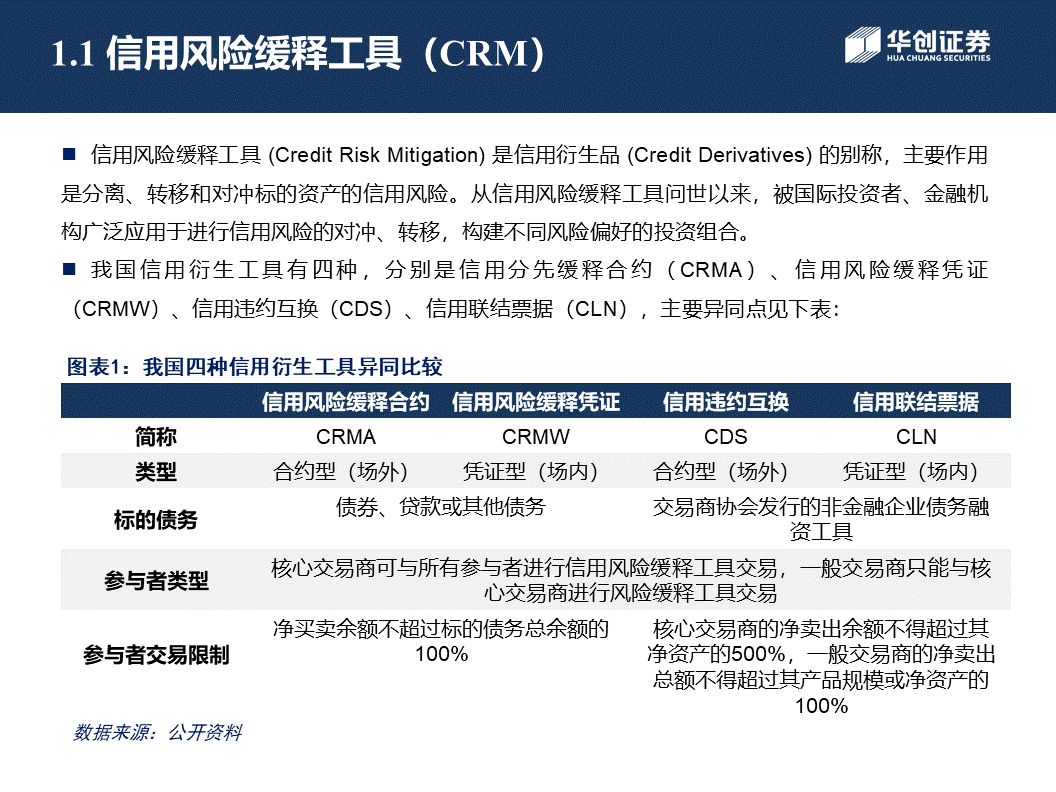 1.1 信用风险缓释工具（CRM）
华创证券
HUA CHUANG SECURITIES
■ 信用风险缓释工具 (Credit Risk Mitigation) 是信用衍生品 (Credit Derivatives) 的别称，主要作用
是分离、转移和对冲标的资产的信用风险。从信用风险缓释工具问世以来，被国际投资者、金融机
构广泛应用于进行信用风险的对冲、转移，构建不同风险偏好的投资组合。
■ 我国信用衍生工具有四种，分别是信用分先缓释合约（CRMA）、信用风险缓释凭证
（CRMW）、信用违约互换（CDS）、信用联结票据（CLN），主要异同点见下表：
图表1：我国四种信用衍生工具异同比较
信用风险缓释合约 信用风险缓释凭证 信用违约互换 信用联结票据
简称 CRMA CRMW CDS CLN
类型 合约型（场外） 凭证型（场内） 合约型（场外） 凭证型（场内）
标的债务 债券、贷款或其他债务 交易商协会发行的非金融企业债务融
资工具
参与者类型 核心交易商可与所有参与者进行信用风险缓释工具交易，一般交易商只能与核
心交易商进行风险缓释工具交易
参与者交易限制 净买卖余额不超过标的债务总余额的
100%
核心交易商的净卖出余额不得超过其
净资产的500%，一般交易商的净卖出
总额不得超过其产品规模或净资产的
100%
数据来源：公开资料